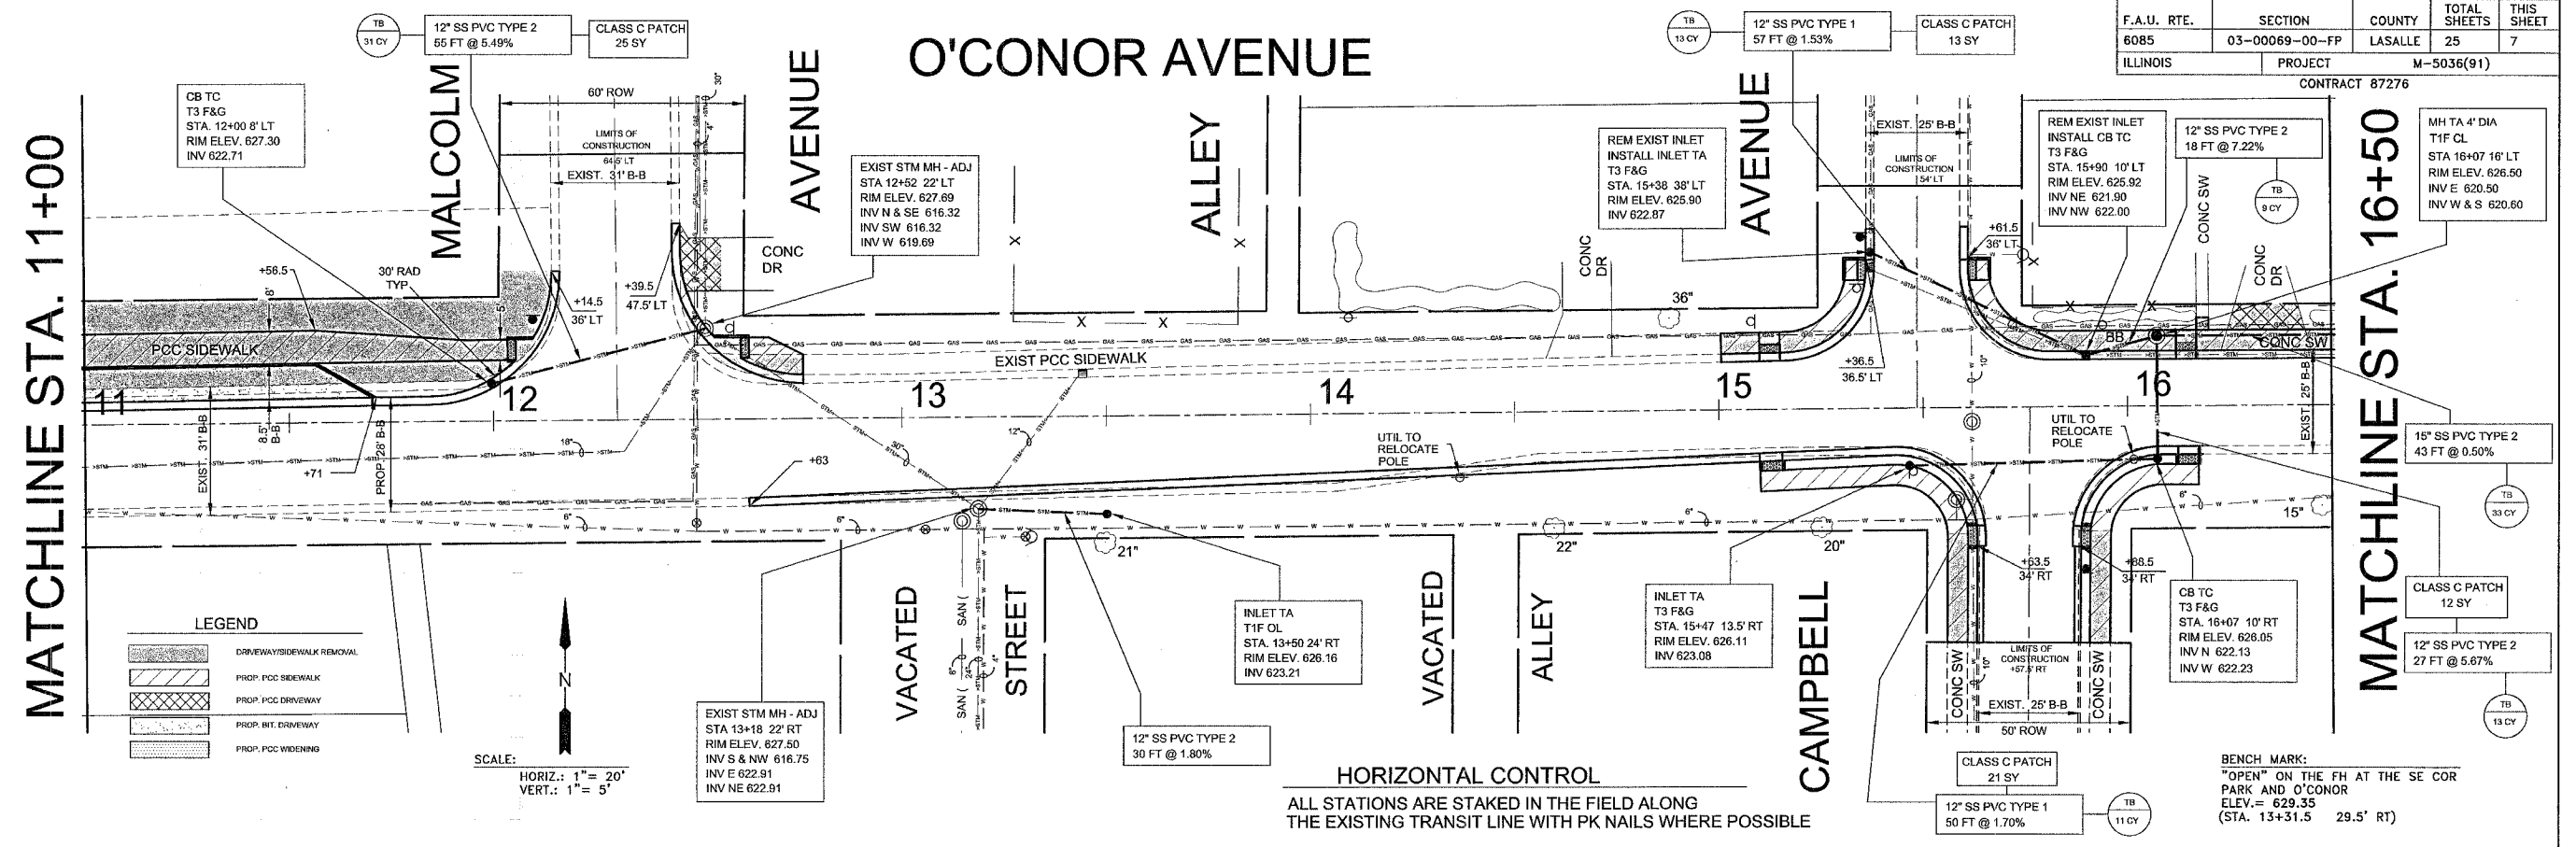 O'CONOR AVENUE
F.A.U. RTE.
SECTION
COUNTY
TOTAL SHEETS
THIS SHEET
6085
03-00069-00-FP
LASALLE
25
7
ILLINOIS
PROJECT
M-5036(91)
CONTRACT 87276
TB
31 CY
12" SS PVC TYPE 2
55 FT @ 5.49%
CLASS C PATCH
25 SY
TB
13 CY
12" SS PVC TYPE 1
57 FT @ 1.53%
CLASS C PATCH
13 SY
MATCHLINE STA. 11+00
CB TC
T3 F&G
STA. 12+00 8' LT
RIM ELEV. 627.30
INV 622.71
MALCOLM
AVENUE
60' ROW
LIMITS OF
CONSTRUCTION
64.5' LT
EXIST. 31' B-B
30"
4"
EXIST STM MH - ADJ
STA 12+52 22' LT
RIM ELEV. 627.69
INV N & SE 616.32
INV SW 616.32
INV W 619.69
ALLEY
REM EXIST INLET
INSTALL INLET TA
T3 F&G
STA. 15+38 38' LT
RIM ELEV. 625.90
INV 622.87
AVENUE
EXIST. 25' B-B
LIMITS OF
CONSTRUCTION
54' LT
REM EXIST INLET
INSTALL CB TC
T3 F&G
STA. 15+90 10' LT
RIM ELEV. 625.92
INV NE 621.90
INV NW 622.00
12" SS PVC TYPE 2
18 FT @ 7.22%
TB
9 CY
CONC SW
MH TA 4' DIA
T1F CL
STA 16+07 16' LT
RIM ELEV. 626.50
INV E 620.50
INV W & S 620.60
MATCHLINE STA. 16+50
+56.5
8'
30' RAD
TYP
5'
+14.5
36' LT
+39.5
47.5' LT
CONC
DR
CONC
DR
36"
+61.5
36' LT
CONC
DR
PCC SIDEWALK
EXIST PCC SIDEWALK
+36.5
36.5' LT
BB
CONC SW
11
12
13
14
15
16
EXIST. 31' B-B
8.5'
B-B
+71
PROP. 28' B-B
18"
+63
30"
12"
10"
UTIL TO
RELOCATE
POLE
UTIL TO
RELOCATE
POLE
EXIST. 25' B-B
15" SS PVC TYPE 2
43 FT @ 0.50%
TB
33 CY
6"
6"
6"
6"
21"
22"
20"
15"
+63.5
34' RT
+88.5
34' RT
LEGEND
DRIVEWAY/SIDEWALK REMOVAL
PROP. PCC SIDEWALK
PROP. PCC DRIVEWAY
PROP. BIT. DRIVEWAY
PROP. PCC WIDENING
N
SCALE:
HORIZ.: 1"= 20'
VERT.: 1"= 5'
EXIST STM MH - ADJ
STA 13+18 22' RT
RIM ELEV. 627.50
INV S & NW 616.75
INV E 622.91
INV NE 622.91
VACATED
STREET
SAN (
SAN (
6"
24"
4"
INLET TA
T1F OL
STA. 13+50 24' RT
RIM ELEV. 626.16
INV 623.21
12" SS PVC TYPE 2
30 FT @ 1.80%
VACATED
ALLEY
INLET TA
T3 F&G
STA. 15+47 13.5' RT
RIM ELEV. 626.11
INV 623.08
CAMPBELL
CONC SW
10"
LIMITS OF
CONSTRUCTION
+57.5' RT
EXIST. 25' B-B
50' ROW
CONC SW
CB TC
T3 F&G
STA. 16+07 10' RT
RIM ELEV. 626.05
INV N 622.13
INV W 622.23
CLASS C PATCH
12 SY
12" SS PVC TYPE 2
27 FT @ 5.67%
TB
13 CY
CLASS C PATCH
21 SY
12" SS PVC TYPE 1
50 FT @ 1.70%
TB
11 CY
HORIZONTAL CONTROL
ALL STATIONS ARE STAKED IN THE FIELD ALONG
THE EXISTING TRANSIT LINE WITH PK NAILS WHERE POSSIBLE
BENCH MARK:
"OPEN" ON THE FH AT THE SE COR
PARK AND O'CONOR
ELEV.= 629.35
(STA. 13+31.5 29.5' RT)